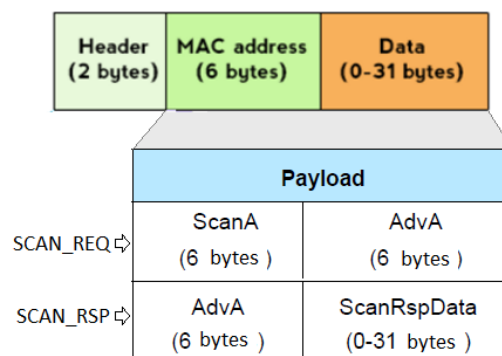 Header MAC address Data
(2 bytes) (6 bytes) (0-31 bytes)
Payload
SCAN_REQ ScanA AdvA
(6 bytes) (6 bytes)
SCAN_RSP AdvA ScanRspData
(6 bytes) (0-31 bytes)